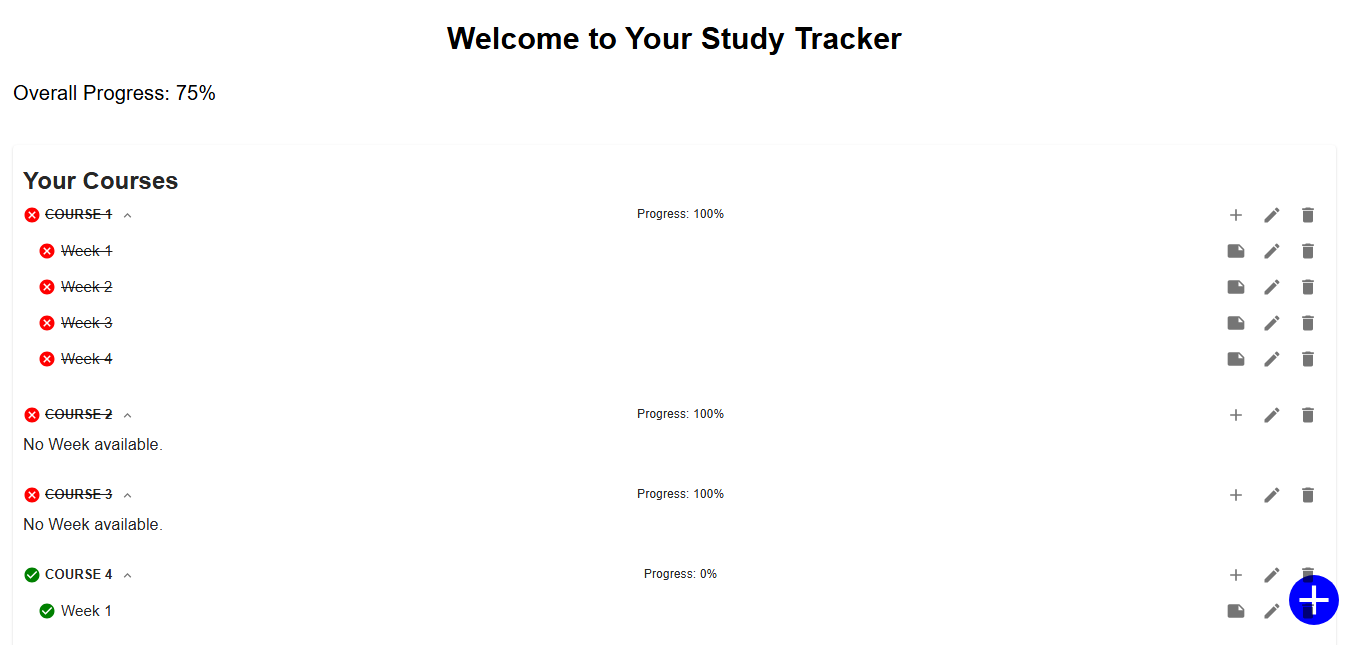 Welcome to Your Study Tracker
Overall Progress: 75%
Your Courses
COURSE 1 Progress: 100%
Week 1
Week 2
Week 3
Week 4
COURSE 2 Progress: 100%
No Week available.
COURSE 3 Progress: 100%
No Week available.
COURSE 4 Progress: 0%
Week 1